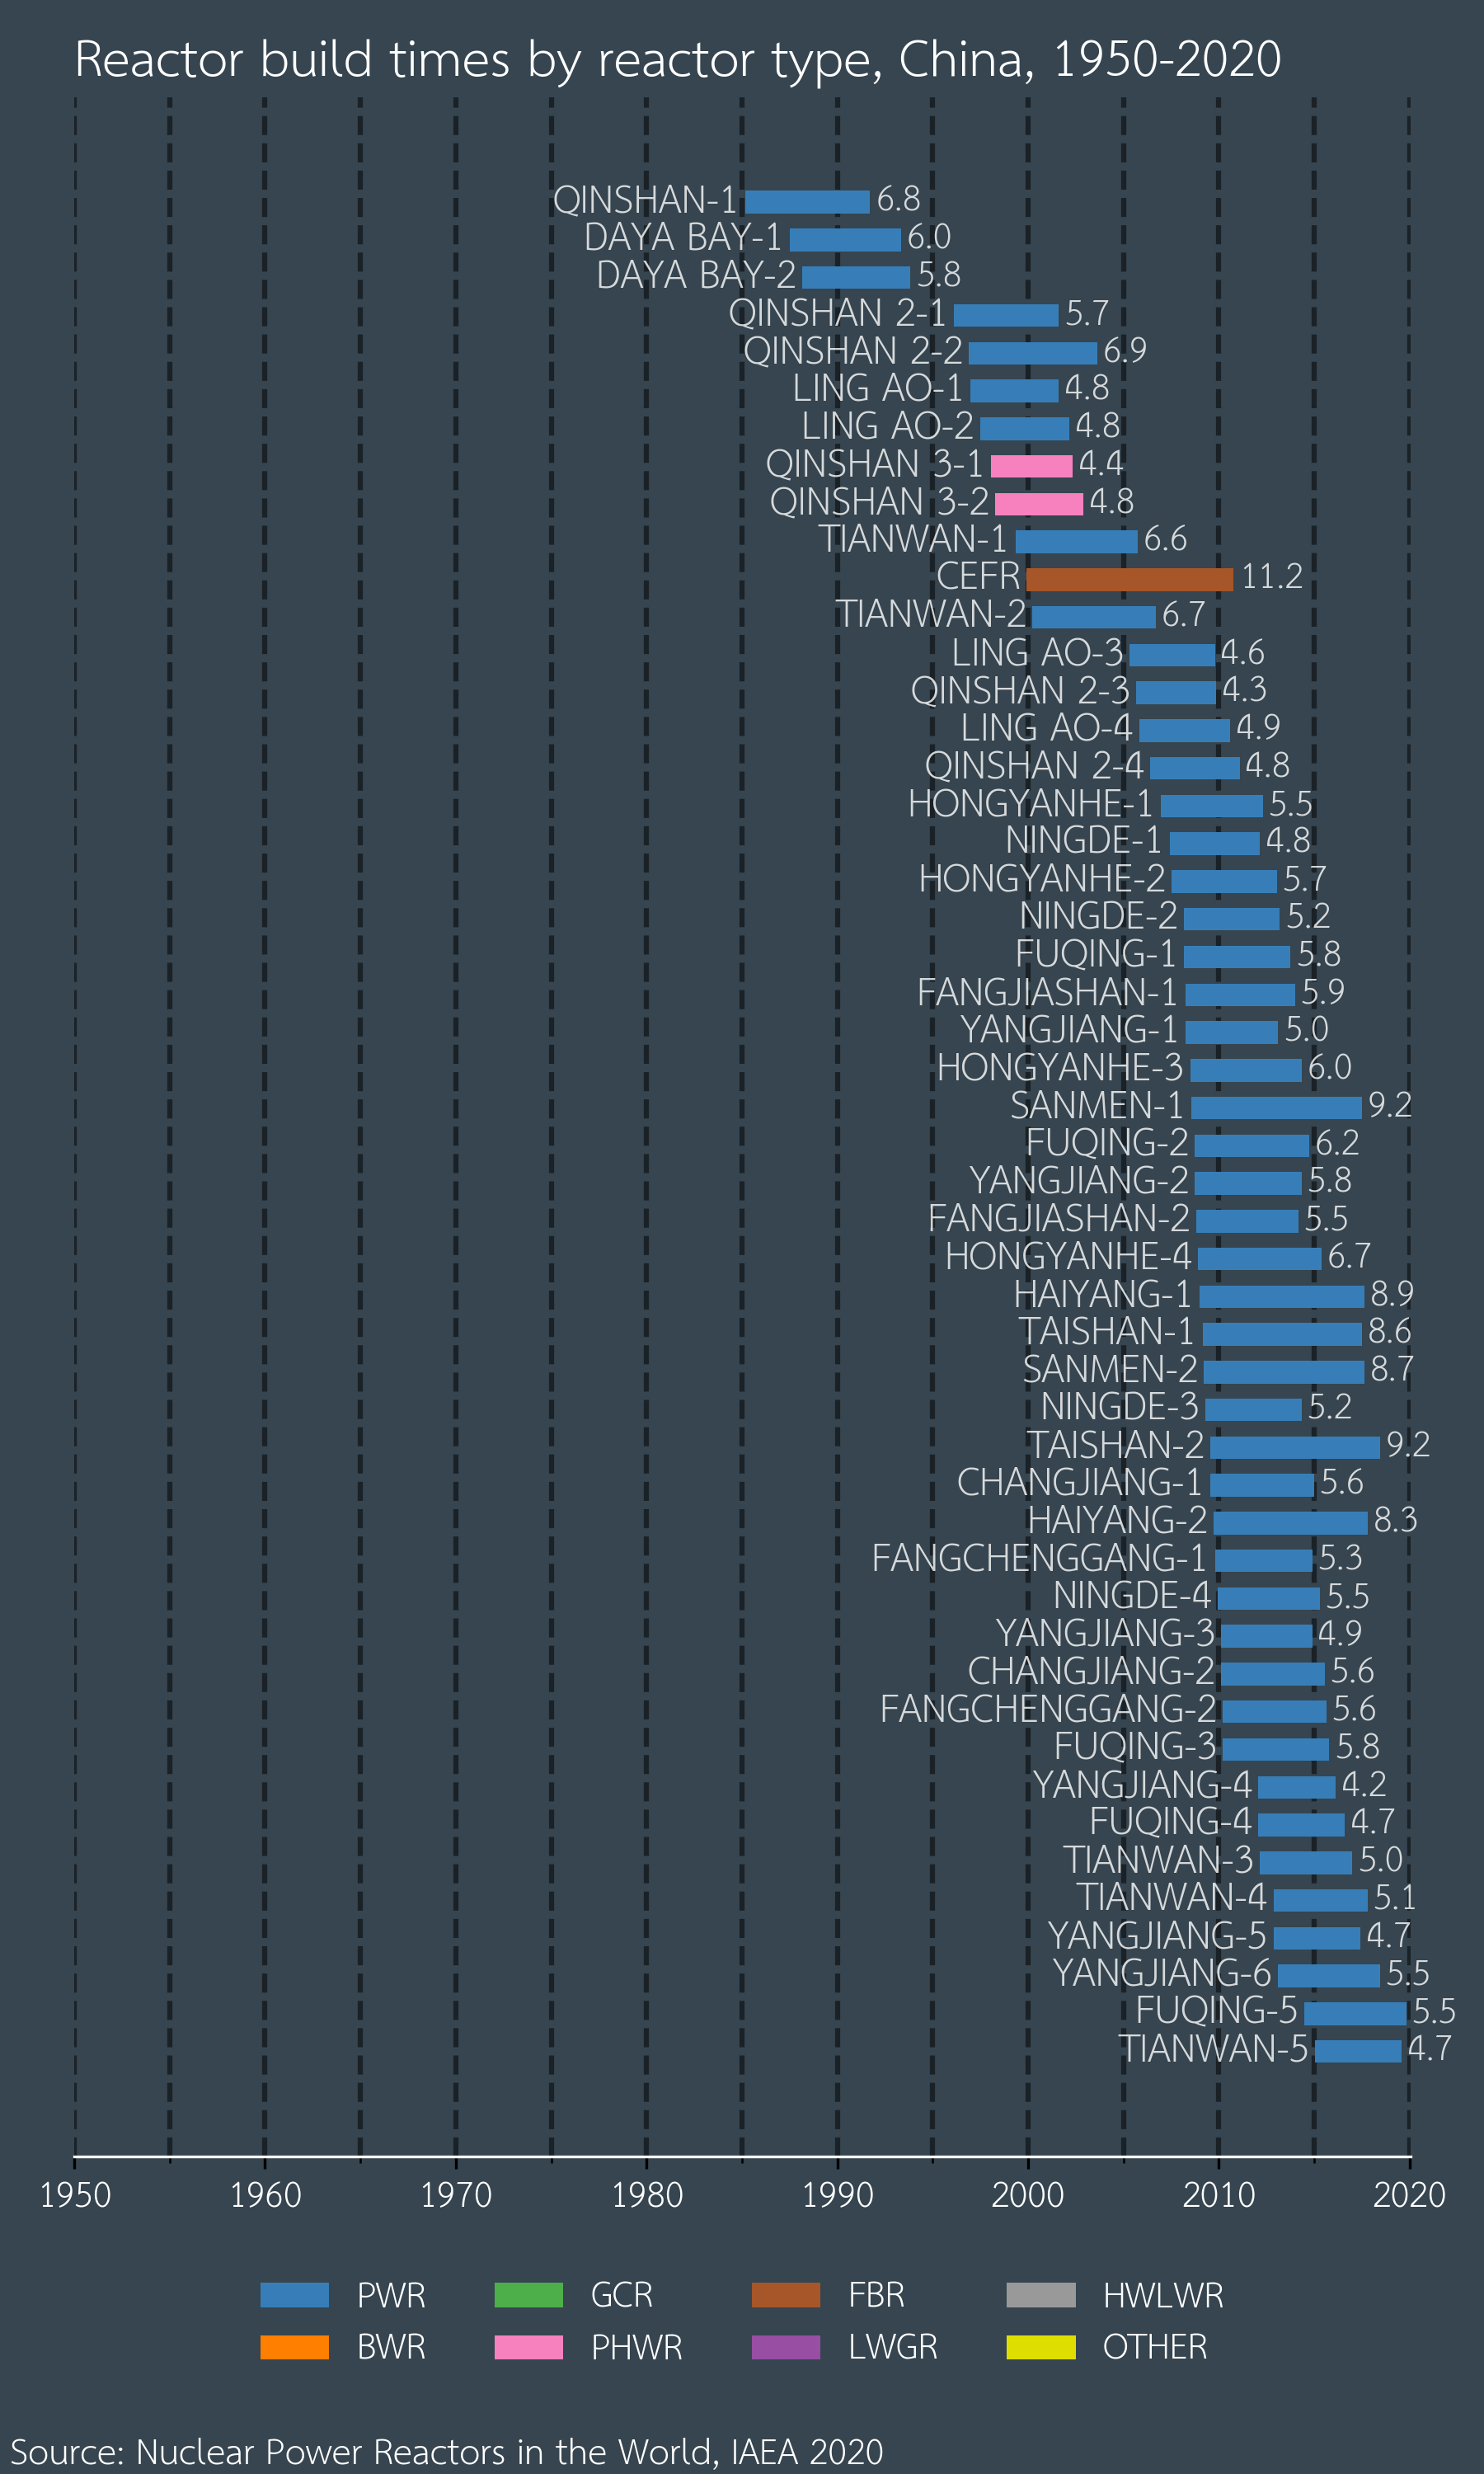 Reactor build times by reactor type, China, 1950-2020
QINSHAN-1 6.8
DAYA BAY-1 6.0
DAYA BAY-2 5.8
QINSHAN 2-1 5.7
QINSHAN 2-2 6.9
LING AO-1 4.8
LING AO-2 4.8
QINSHAN 3-1 4.4
QINSHAN 3-2 4.8
TIANWAN-1 6.6
CEFR 11.2
TIANWAN-2 6.7
LING AO-3 4.6
QINSHAN 2-3 4.3
LING AO-4 4.9
QINSHAN 2-4 4.8
HONGYANHE-1 5.5
NINGDE-1 4.8
HONGYANHE-2 5.7
NINGDE-2 5.2
FUQING-1 5.8
FANGJIASHAN-1 5.9
YANGJIANG-1 5.0
HONGYANHE-3 6.0
SANMEN-1 9.2
FUQING-2 6.2
YANGJIANG-2 5.8
FANGJIASHAN-2 5.5
HONGYANHE-4 6.7
HAIYANG-1 8.9
TAISHAN-1 8.6
SANMEN-2 8.7
NINGDE-3 5.2
TAISHAN-2 9.2
CHANGJIANG-1 5.6
HAIYANG-2 8.3
FANGCHENGGANG-1 5.3
NINGDE-4 5.5
YANGJIANG-3 4.9
CHANGJIANG-2 5.6
FANGCHENGGANG-2 5.6
FUQING-3 5.8
YANGJIANG-4 4.2
FUQING-4 4.7
TIANWAN-3 5.0
TIANWAN-4 5.1
YANGJIANG-5 4.7
YANGJIANG-6 5.5
FUQING-5 5.5
TIANWAN-5 4.7
1950 1960 1970 1980 1990 2000 2010 2020
PWR GCR FBR HWLWR
BWR PHWR LWGR OTHER
Source: Nuclear Power Reactors in the World, IAEA 2020